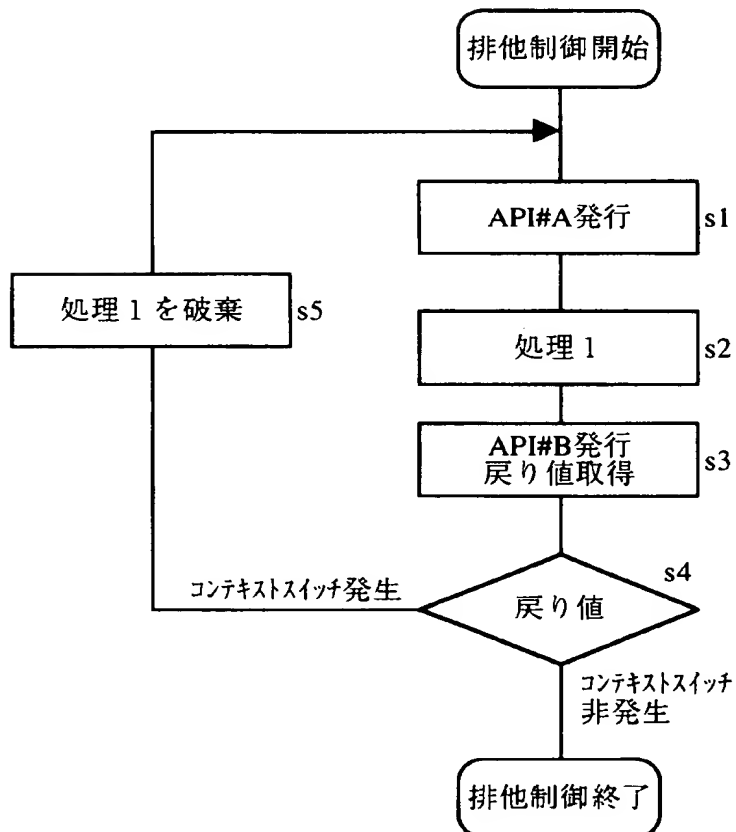 排他制御開始
API#A発行
s1
処理1を破棄
s5
処理1
s2
API#B発行
戻り値取得
s3
s4
戻り値
コンテキストスイッチ発生
コンテキストスイッチ
非発生
排他制御終了